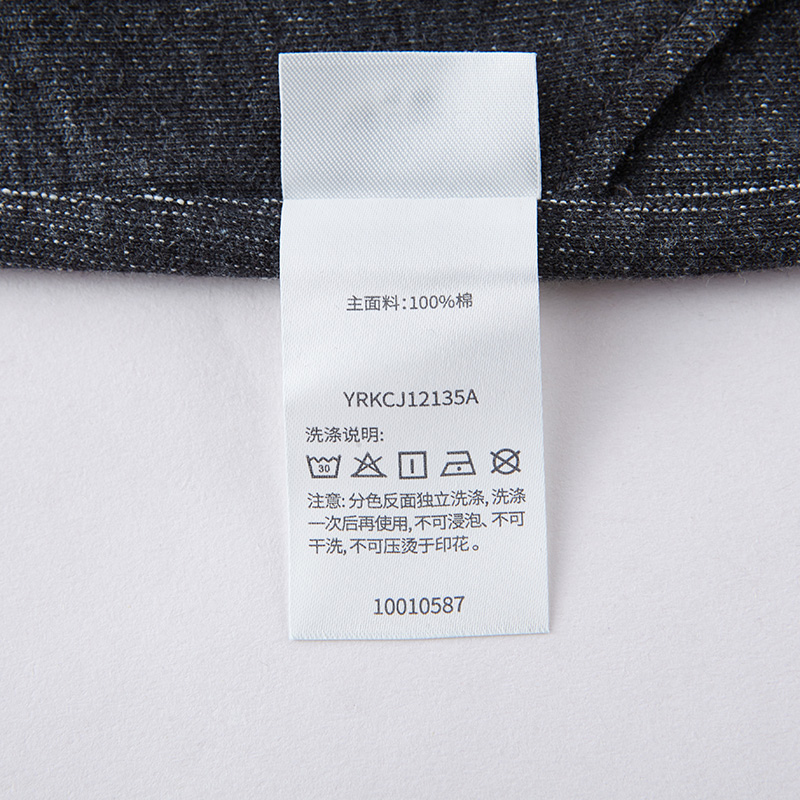 主面料:100%棉
YRKCJ12135A
洗涤说明:
30
注意: 分色反面独立洗涤, 洗涤
一次后再使用, 不可浸泡、不可
干洗, 不可压烫于印花。
10010587